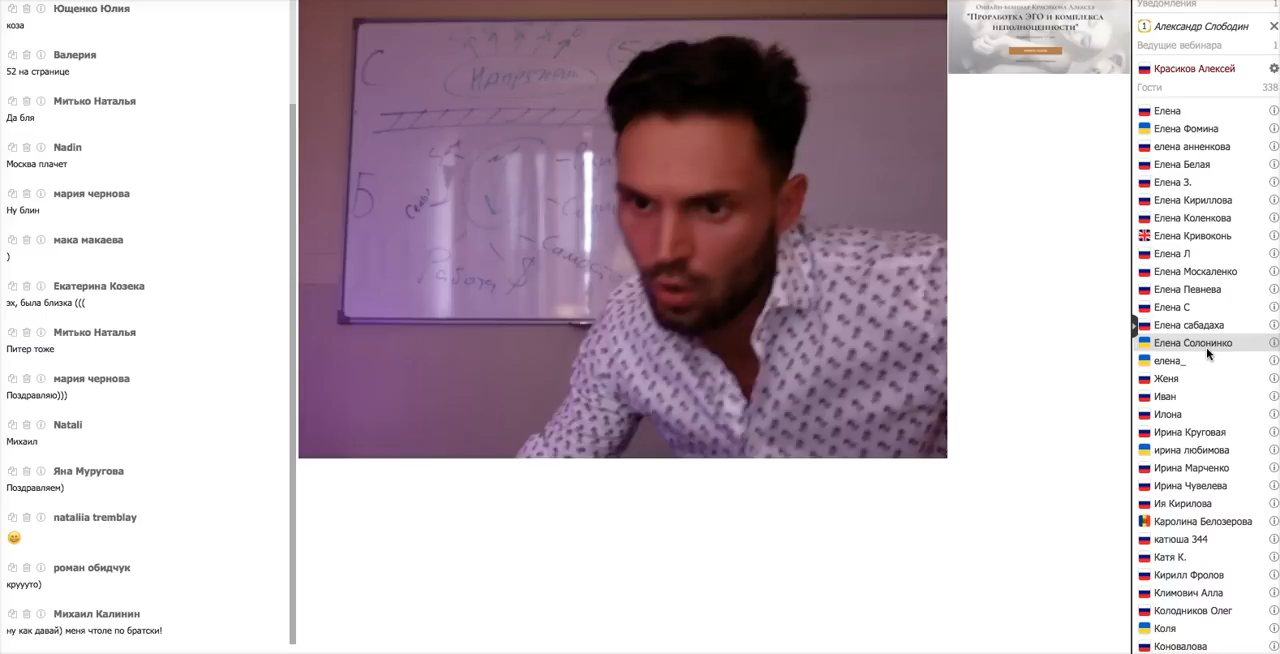 Ющенко Юлия
коза
Валерия
52 на странице
Митько Наталья
Да бля
Nadin
Москва плачет
мария чернова
Ну блин
мака макаева
)
Екатерина Козека
эх, была близка (((
Митько Наталья
Питер тоже
мария чернова
Поздравляю)))
Natali
Михаил
Яна Муругова
Поздравляем)
nataliia tremblay
роман обидчук
круууто)
Михаил Калинин
ну как давай) меня чтоле по братски!
С
Б
Онлайн-вебинар Красикова Алексея
"Проработка ЭГО и комплекса
неполноценности"
Уведомления 1
1 Александр Слободин
Ведущие вебинара 1
Красиков Алексей
Гости 338
Елена
Елена Фомина
елена анненкова
Елена Белая
Елена З.
Елена Кириллова
Елена Коленкова
Елена Кривоконь
Елена Л
Елена Москаленко
Елена Певнева
Елена С
Елена сабадаха
Елена Солонинко
елена_
Женя
Иван
Илона
Ирина Круговая
ирина любимова
Ирина Марченко
Ирина Чувелева
Ия Кирилова
Каролина Белозерова
катюша 344
Катя К.
Кирилл Фролов
Климович Алла
Колодников Олег
Коля
Коновалова